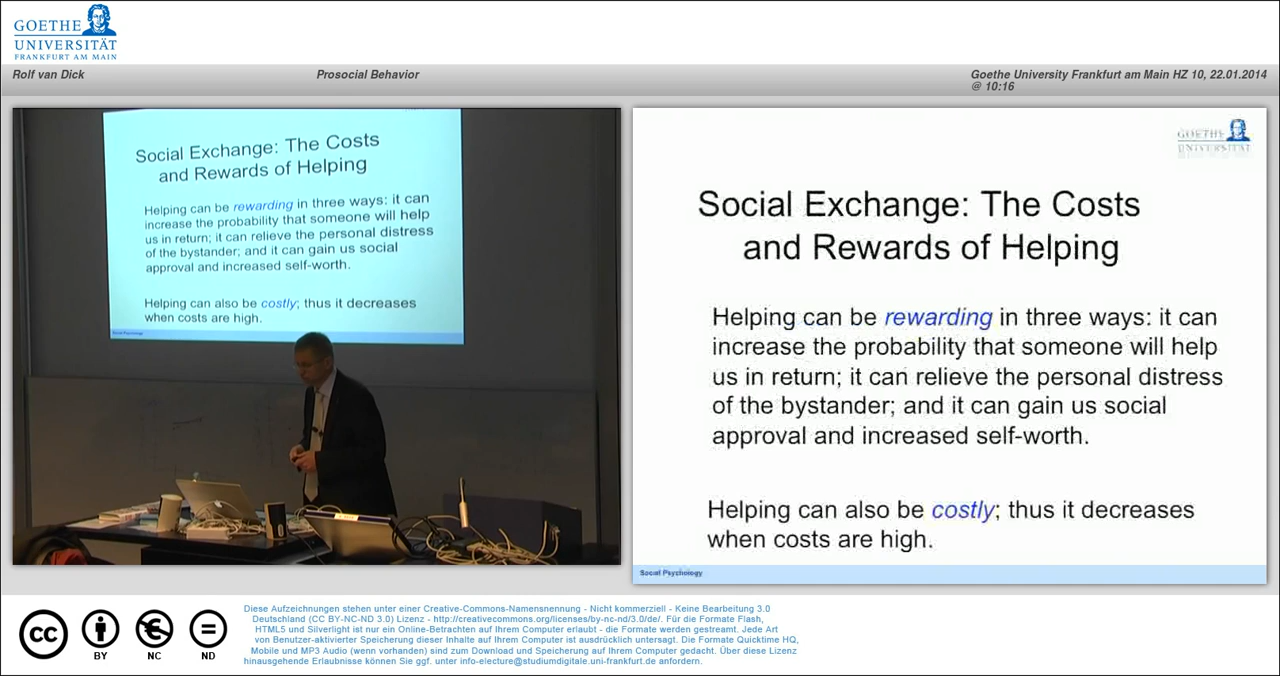 GOETHE
UNIVERSITÄT
FRANKFURT AM MAIN
Rolf van Dick
Prosocial Behavior
Goethe University Frankfurt am Main HZ 10, 22.01.2014
@ 10:16
Social Exchange: The Costs
and Rewards of Helping
Helping can be rewarding in three ways: it can
increase the probability that someone will help
us in return; it can relieve the personal distress
of the bystander; and it can gain us social
approval and increased self-worth.
Helping can also be costly; thus it decreases
when costs are high.
Social Psychology
GOETHE
UNIVERSITÄT
Social Exchange: The Costs
and Rewards of Helping
Helping can be rewarding in three ways: it can
increase the probability that someone will help
us in return; it can relieve the personal distress
of the bystander; and it can gain us social
approval and increased self-worth.
Helping can also be costly; thus it decreases
when costs are high.
Social Psychology
cc
BY
NC
ND
Diese Aufzeichnungen stehen unter einer Creative-Commons-Namensnennung - Nicht kommerziell - Keine Bearbeitung 3.0
Deutschland (CC BY-NC-ND 3.0) Lizenz - http://creativecommons.org/licenses/by-nc-nd/3.0/de/. Für die Formate Flash,
HTML5 und Silverlight ist nur ein Online-Betrachten auf Ihrem Computer erlaubt - die Formate werden gestreamt. Jede Art
von Benutzer-aktivierter Speicherung dieser Inhalte auf Ihrem Computer ist ausdrücklich untersagt. Die Formate Quicktime HQ,
Mobile und MP3 Audio (wenn vorhanden) sind zum Download und Speicherung auf Ihrem Computer gedacht. Über diese Lizenz
hinausgehende Erlaubnisse können Sie ggf. unter info-electure@studiumdigitale.uni-frankfurt.de anfordern.